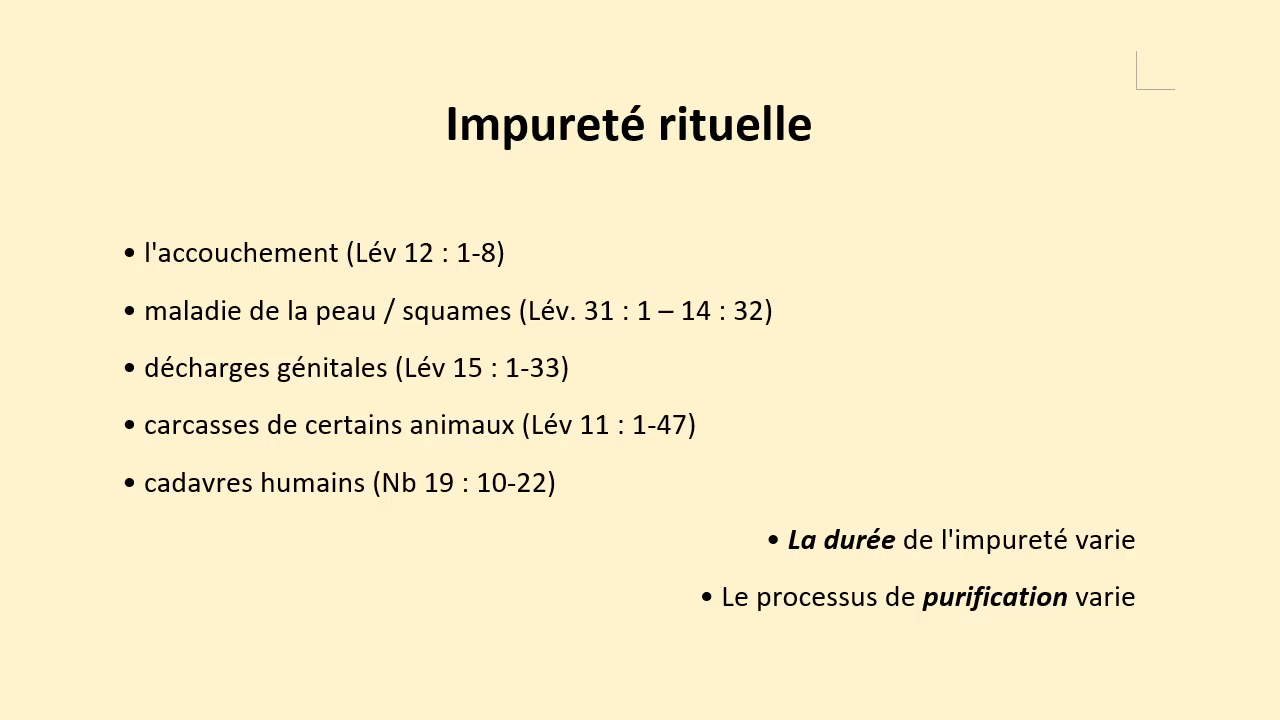 Impureté rituelle
• l'accouchement (Lév 12 : 1-8)
• maladie de la peau / squames (Lév. 31 : 1 – 14 : 32)
• décharges génitales (Lév 15 : 1-33)
• carcasses de certains animaux (Lév 11 : 1-47)
• cadavres humains (Nb 19 : 10-22)
• La durée de l'impureté varie
• Le processus de purification varie